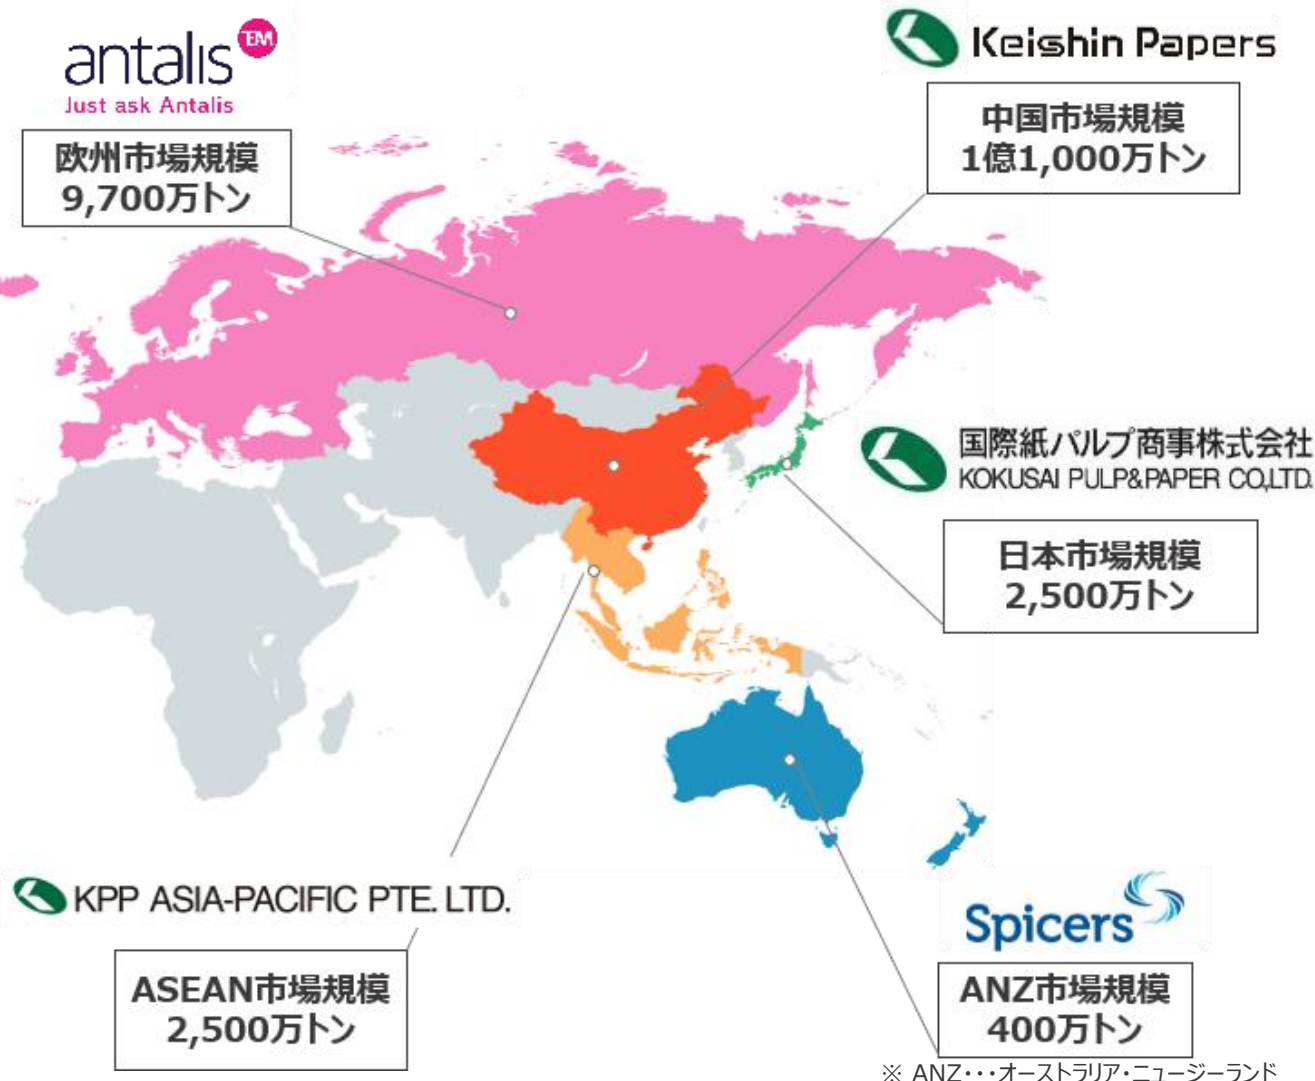 antalis TM
Just ask Antalis
欧州市場規模
9,700万トン
Keishin Papers
中国市場規模
1億1,000万トン
国際紙パルプ商事株式会社
KOKUSAI PULP&PAPER CO,LTD.
日本市場規模
2,500万トン
KPP ASIA-PACIFIC PTE. LTD.
ASEAN市場規模
2,500万トン
Spicers
ANZ市場規模
400万トン
※ ANZ・・・オーストラリア・ニュージーランド